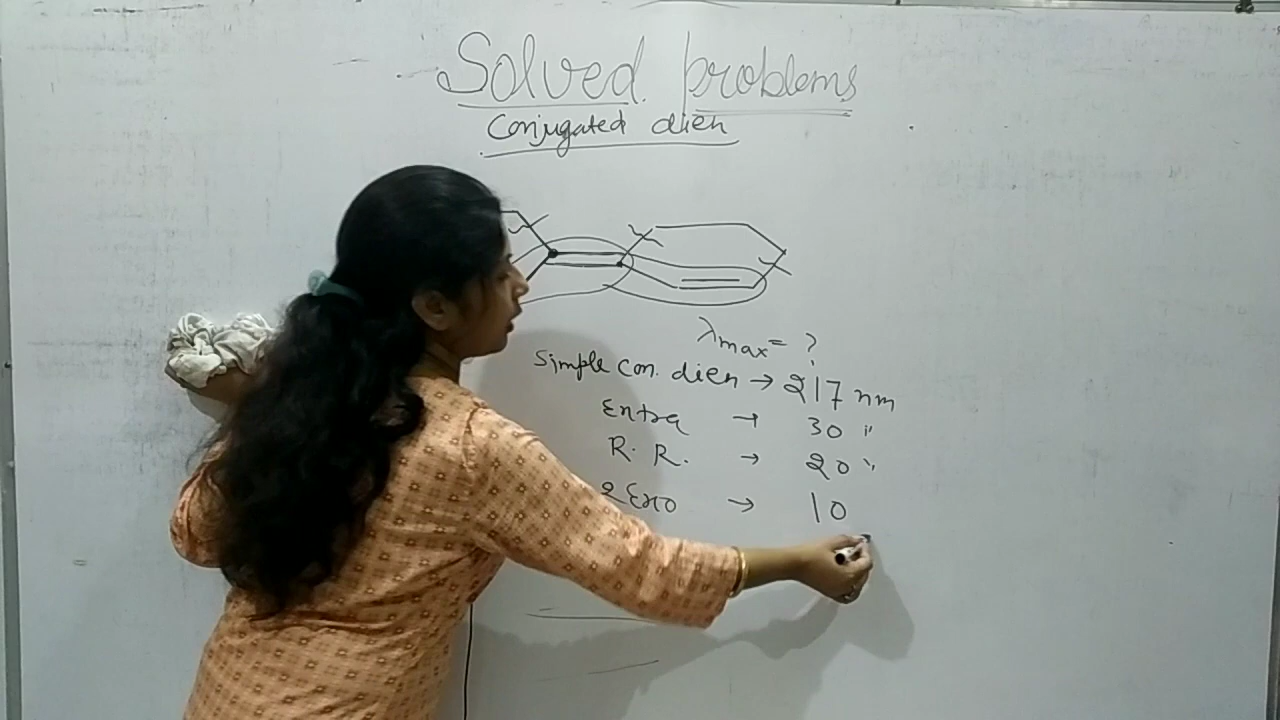 Solved problems
Conjugated dien
λmax = ?
Simple con. dien → 217 nm
Extra → 30 "
R. R. → 20 "
2 Exo → 10